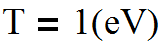 T = 1(eV)